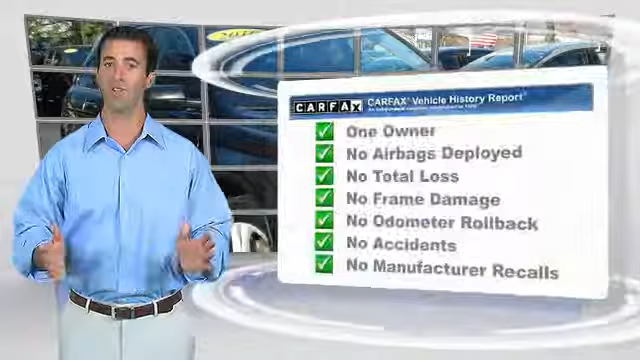 CARFAX CARFAX Vehicle History Report
One Owner
No Airbags Deployed
No Total Loss
No Frame Damage
No Odometer Rollback
No Accidents
No Manufacturer Recalls